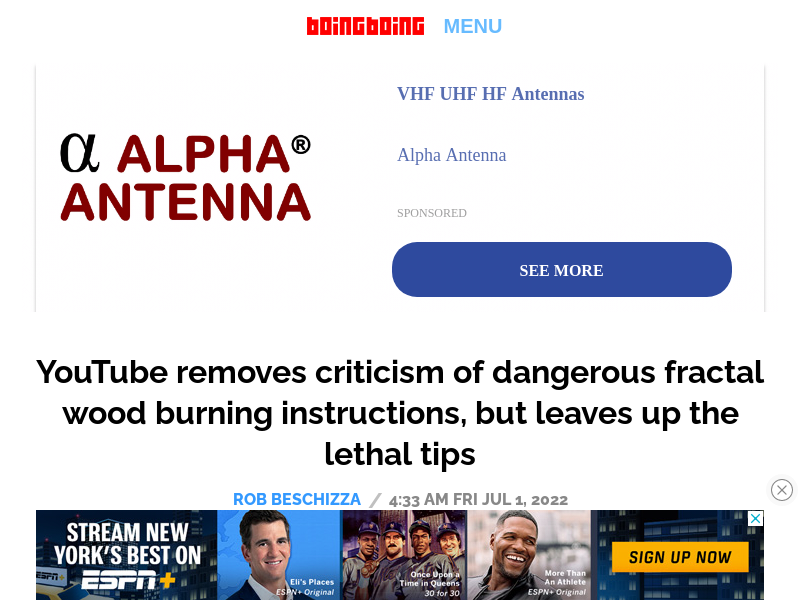 boingboing MENU
VHF UHF HF Antennas
α ALPHA®
ANTENNA
Alpha Antenna
SPONSORED
SEE MORE
YouTube removes criticism of dangerous fractal
wood burning instructions, but leaves up the
lethal tips
ROB BESCHIZZA / 4:33 AM FRI JUL 1, 2022
STREAM NEW
YORK'S BEST ON
ESPN+
Eli's Places
ESPN+ Original
Once Upon a
Time in Queens
30 for 30
More Than
An Athlete
ESPN+ Original
ESPN+
SIGN UP NOW